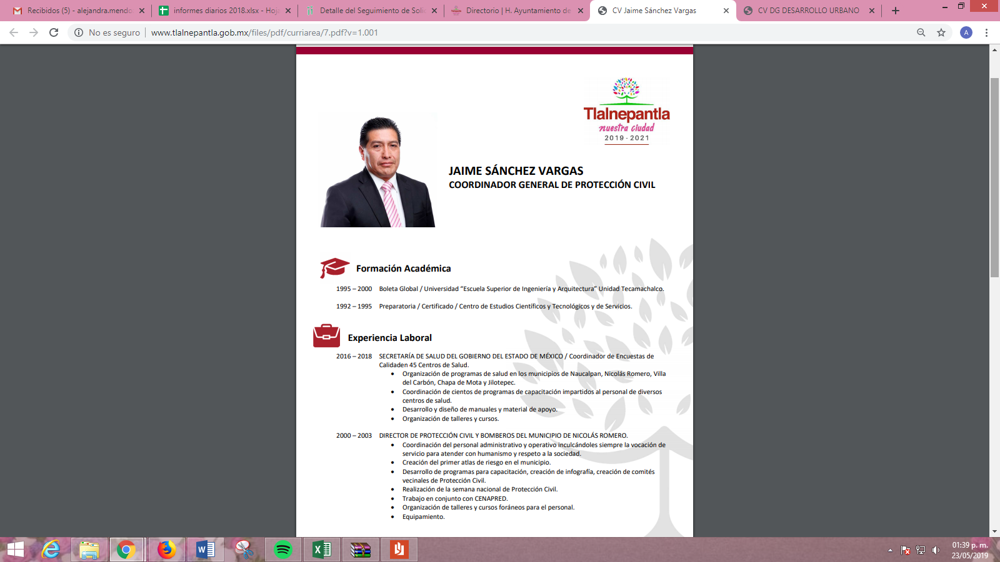 Recibidos (5) - alejandra.mendo
informes diarios 2018.xlsx - Hoja
Detalle del Seguimiento de Solic
Directorio | H. Ayuntamiento de
CV Jaime Sánchez Vargas
CV DG DESARROLLO URBANO
No es seguro
www.tlalnepantla.gob.mx/files/pdf/curriarea/7.pdf?v=1.001
A
Tlalnepantla
nuestra ciudad
2019 - 2021
JAIME SÁNCHEZ VARGAS
COORDINADOR GENERAL DE PROTECCIÓN CIVIL
Formación Académica
1995 – 2000 Boleta Global / Universidad “Escuela Superior de Ingeniería y Arquitectura” Unidad Tecamachalco.
1992 – 1995 Preparatoria / Certificado / Centro de Estudios Científicos y Tecnológicos y de Servicios.
Experiencia Laboral
2016 – 2018 SECRETARÍA DE SALUD DEL GOBIERNO DEL ESTADO DE MÉXICO / Coordinador de Encuestas de
Calidaden 45 Centros de Salud.
• Organización de programas de salud en los municipios de Naucalpan, Nicolás Romero, Villa
del Carbón, Chapa de Mota y Jilotepec.
• Coordinación de cientos de programas de capacitación impartidos al personal de diversos
centros de salud.
• Desarrollo y diseño de manuales y material de apoyo.
• Organización de talleres y cursos.
2000 – 2003 DIRECTOR DE PROTECCIÓN CIVIL Y BOMBEROS DEL MUNICIPIO DE NICOLÁS ROMERO.
• Coordinación del personal administrativo y operativo inculcándoles siempre la vocación de
servicio para atender con humanismo y respeto a la sociedad.
• Creación del primer atlas de riesgo en el municipio.
• Desarrollo de programas para capacitación, creación de infografía, creación de comités
vecinales de Protección Civil.
• Realización de la semana nacional de Protección Civil.
• Trabajo en conjunto con CENAPRED.
• Organización de talleres y cursos foráneos para el personal.
• Equipamiento.
01:39 p. m.
23/05/2019